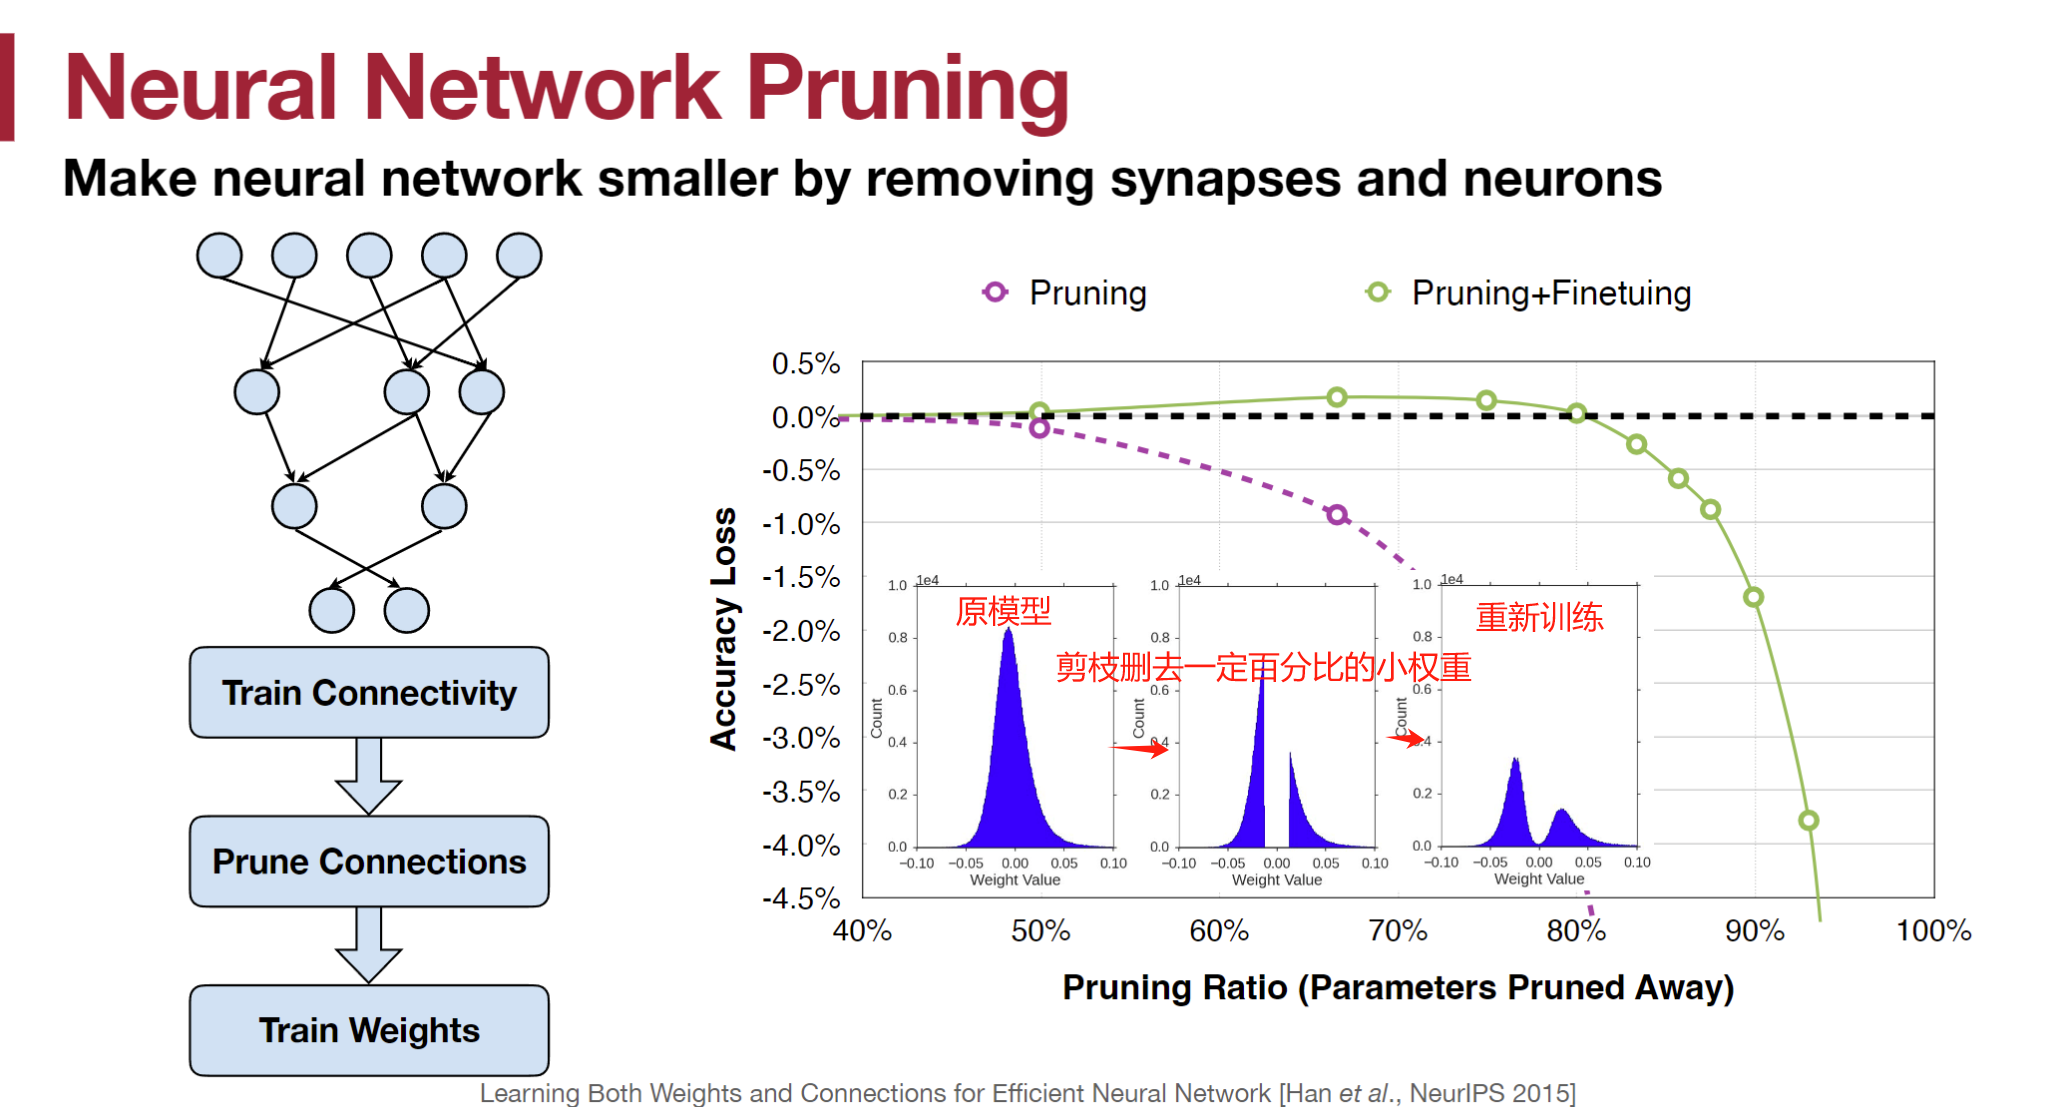 Neural Network Pruning
Make neural network smaller by removing synapses and neurons
Train Connectivity
Prune Connections
Train Weights
Pruning
Pruning+Finetuing
Accuracy Loss
0.5%
0.0%
-0.5%
-1.0%
-1.5%
-2.0%
-2.5%
-3.0%
-3.5%
-4.0%
-4.5%
1e4
原模型
1.0
0.8
0.6
0.4
0.2
0.0
Count
−0.10 −0.05 0.00 0.05 0.10
Weight Value
剪枝删去一定百分比的小权重
1e4
1.0
0.8
0.6
0.4
0.2
0.0
Count
−0.10 −0.05 0.00 0.05 0.10
Weight Value
1e4
重新训练
1.0
0.8
0.6
0.4
0.2
0.0
Count
−0.10 −0.05 0.00 0.05 0.10
Weight Value
40% 50% 60% 70% 80% 90% 100%
Pruning Ratio (Parameters Pruned Away)
Learning Both Weights and Connections for Efficient Neural Network [Han et al., NeurIPS 2015]